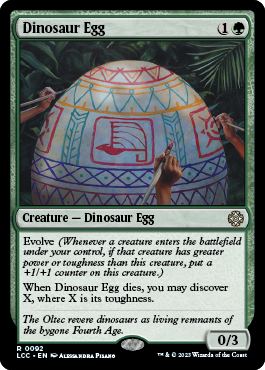 Dinosaur Egg 1
Creature — Dinosaur Egg
Evolve (Whenever a creature enters the battlefield
under your control, if that creature has greater
power or toughness than this creature, put a
+1/+1 counter on this creature.)
When Dinosaur Egg dies, you may discover
X, where X is its toughness.
The Oltec revere dinosaurs as living remnants of
the bygone Fourth Age.
0/3
R 0092
LCC • EN Alessandra Pisano
™ & © 2023 Wizards of the Coast